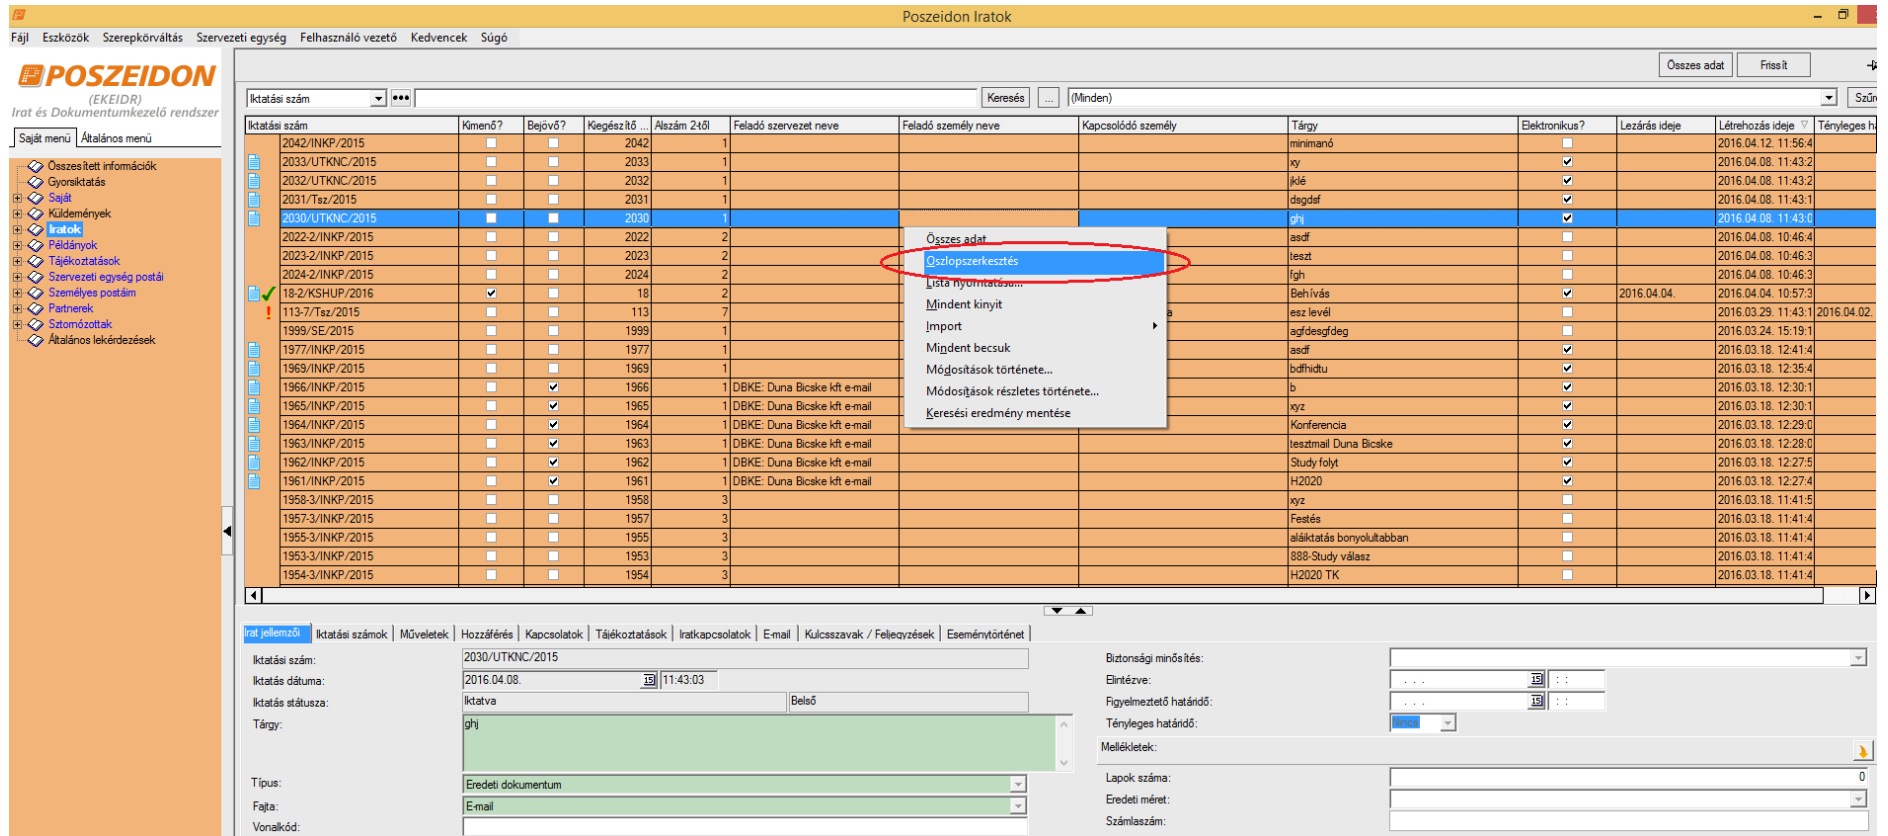 Poszeidon Iratok
Fájl Eszközök Szerepkörváltás Szervezeti egység Felhasználó vezető Kedvencek Súgó
POSZEIDON
(EKEIDR)
Irat és Dokumentumkezelő rendszer
Saját menü Általános menü
Összesített információk
Gyorsiktatás
Saját
Küldemények
Iratok
Példányok
Tájékoztatások
Szervezeti egység postái
Személyes postáim
Partnerek
Sztornózottak
Általános lekérdezések
Összes adat Frissít
Iktatási szám ••• Keresés ... (Minden) Szűr
Iktatási szám Kimenő? Bejövő? Kiegészítő ... Alszám 2-től Feladó szervezet neve Feladó személy neve Kapcsolódó személy Tárgy Elektronikus? Lezárás ideje Létrehozás ideje Tényleges ha
2042/INKP/2015 2042 1 minimanó 2016.04.12. 11:56:4
2033/UTKNC/2015 2033 1 xy 2016.04.08. 11:43:2
2032/UTKNC/2015 2032 1 jklé 2016.04.08. 11:43:2
2031/Tsz/2015 2031 1 dsgdsf 2016.04.08. 11:43:1
2030/UTKNC/2015 2030 1 ghj 2016.04.08. 11:43:0
2022-2/INKP/2015 2022 2 asdf 2016.04.08. 10:46:4
2023-2/INKP/2015 2023 2 teszt 2016.04.08. 10:46:3
2024-2/INKP/2015 2024 2 fgh 2016.04.08. 10:46:3
18-2/KSHUP/2016 18 2 Behívás 2016.04.04. 2016.04.04. 10:57:3
113-7/Tsz/2015 113 7 a esz levél 2016.03.29. 11:43:1 2016.04.02.
1999/SE/2015 1999 1 agfdesgfdeg 2016.03.24. 15:19:1
1977/INKP/2015 1977 1 asdf 2016.03.18. 12:41:4
1969/INKP/2015 1969 1 bdfhidtu 2016.03.18. 12:35:4
1966/INKP/2015 1966 1 DBKE: Duna Bicske kft e-mail b 2016.03.18. 12:30:1
1965/INKP/2015 1965 1 DBKE: Duna Bicske kft e-mail xyz 2016.03.18. 12:30:1
1964/INKP/2015 1964 1 DBKE: Duna Bicske kft e-mail Konferencia 2016.03.18. 12:29:0
1963/INKP/2015 1963 1 DBKE: Duna Bicske kft e-mail tesztmail Duna Bicske 2016.03.18. 12:28:0
1962/INKP/2015 1962 1 DBKE: Duna Bicske kft e-mail Study folyt 2016.03.18. 12:27:5
1961/INKP/2015 1961 1 DBKE: Duna Bicske kft e-mail H2020 2016.03.18. 12:27:4
1958-3/INKP/2015 1958 3 xyz 2016.03.18. 11:41:5
1957-3/INKP/2015 1957 3 Festés 2016.03.18. 11:41:4
1955-3/INKP/2015 1955 3 aláiktatás bonyolultabban 2016.03.18. 11:41:4
1953-3/INKP/2015 1953 3 888-Study válasz 2016.03.18. 11:41:4
1954-3/INKP/2015 1954 3 H2020 TK 2016.03.18. 11:41:4
Összes adat
Oszlopszerkesztés
Lista nyomtatása...
Mindent kinyit
Import
Mindent becsuk
Módosítások története...
Módosítások részletes története...
Keresési eredmény mentése
Irat jellemzői Iktatási számok Műveletek Hozzáférés Kapcsolatok Tájékoztatások Iratkapcsolatok E-mail Kulcsszavak / Feljegyzések Eseménytörténet
Iktatási szám: 2030/UTKNC/2015
Iktatás dátuma: 2016.04.08. 15 11:43:03
Iktatás státusza: Iktatva Belső
Tárgy: ghj
Típus: Eredeti dokumentum
Fajta: E-mail
Vonalkód:
Biztonsági minősítés:
Elintézve: . . . 15 : :
Figyelmeztető határidő: . . . 15 : :
Tényleges határidő: Nincs
Mellékletek:
Lapok száma: 0
Eredeti méret:
Számlaszám: